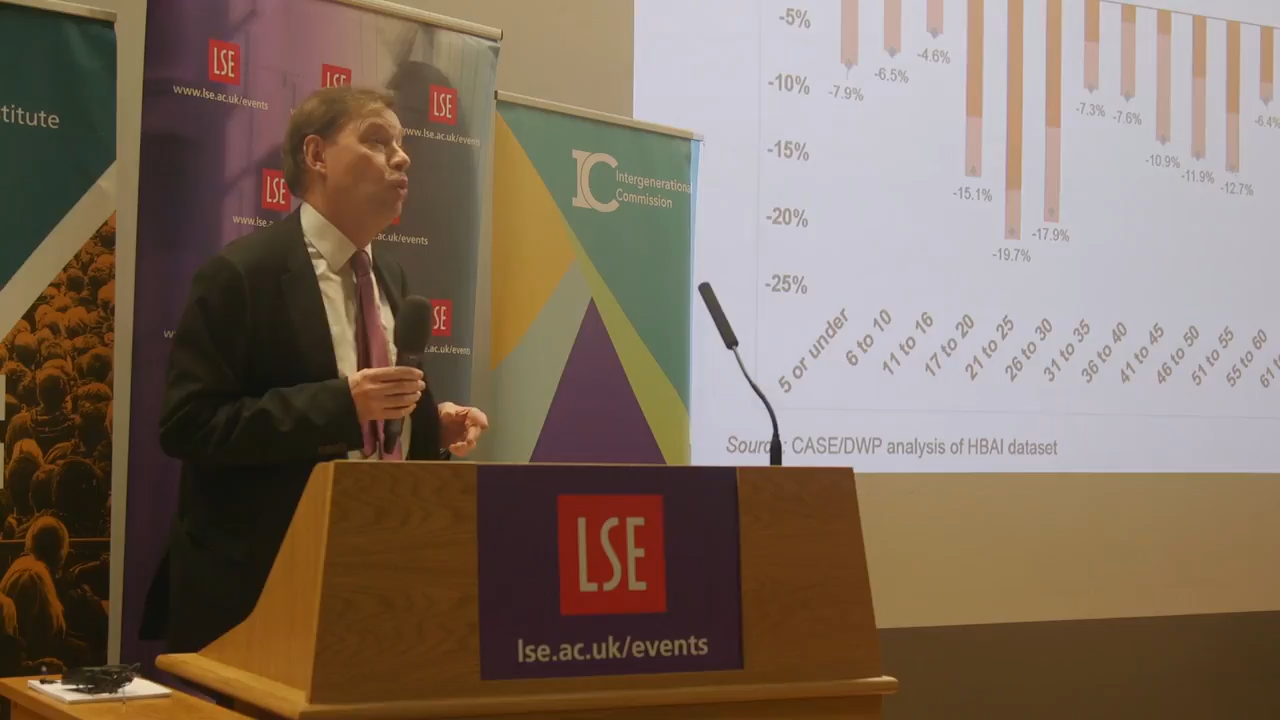 titute
LSE
www.lse.ac.uk/events
LSE
LSE
www.lse.ac.uk/events
LSE
www.lse.a
.ac.uk/events
SE
.lse.ac.uk/events
w
IC
Intergenerational
Commission
-5%
-10%
-15%
-20%
-25%
-7.9%
-6.5%
-4.6%
-15.1%
-19.7%
-17.9%
-7.3%
-7.6%
-10.9%
-11.9%
-12.7%
-6.4%
5 or under
6 to 10
11 to 16
17 to 20
21 to 25
26 to 30
31 to 35
36 to 40
41 to 45
46 to 50
51 to 55
55 to 60
61 t
Source: CASE/DWP analysis of HBAI dataset
LSE
lse.ac.uk/events